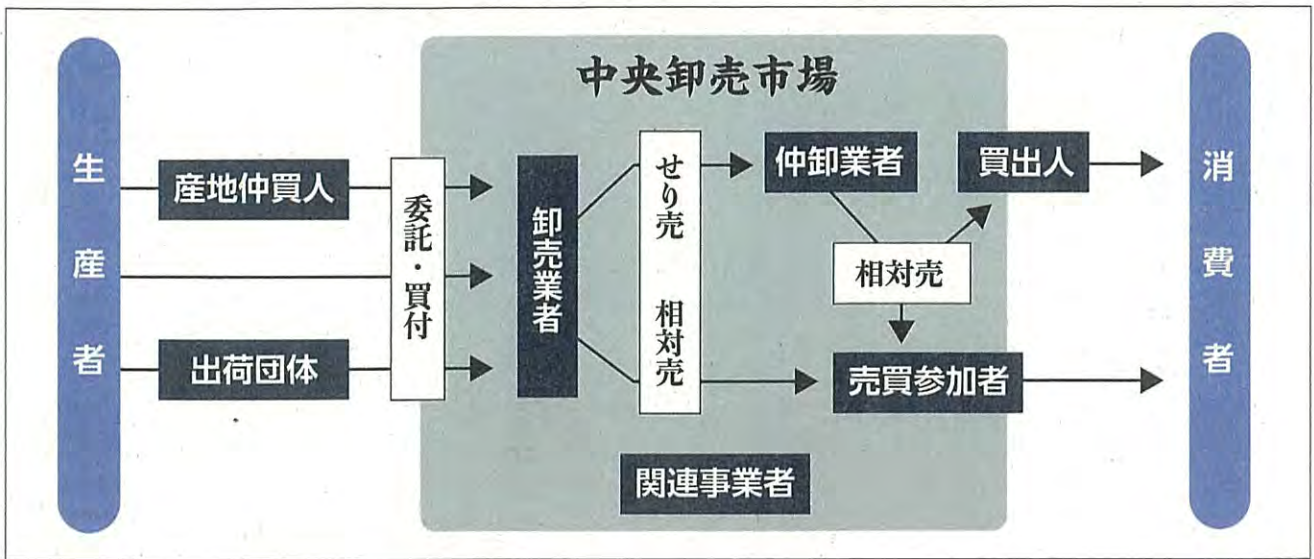 中央卸売市場
生産者
産地仲買人
出荷団体
委託・買付
卸売業者
せり売 相対売
仲卸業者
買出人
相対売
売買参加者
関連事業者
消費者